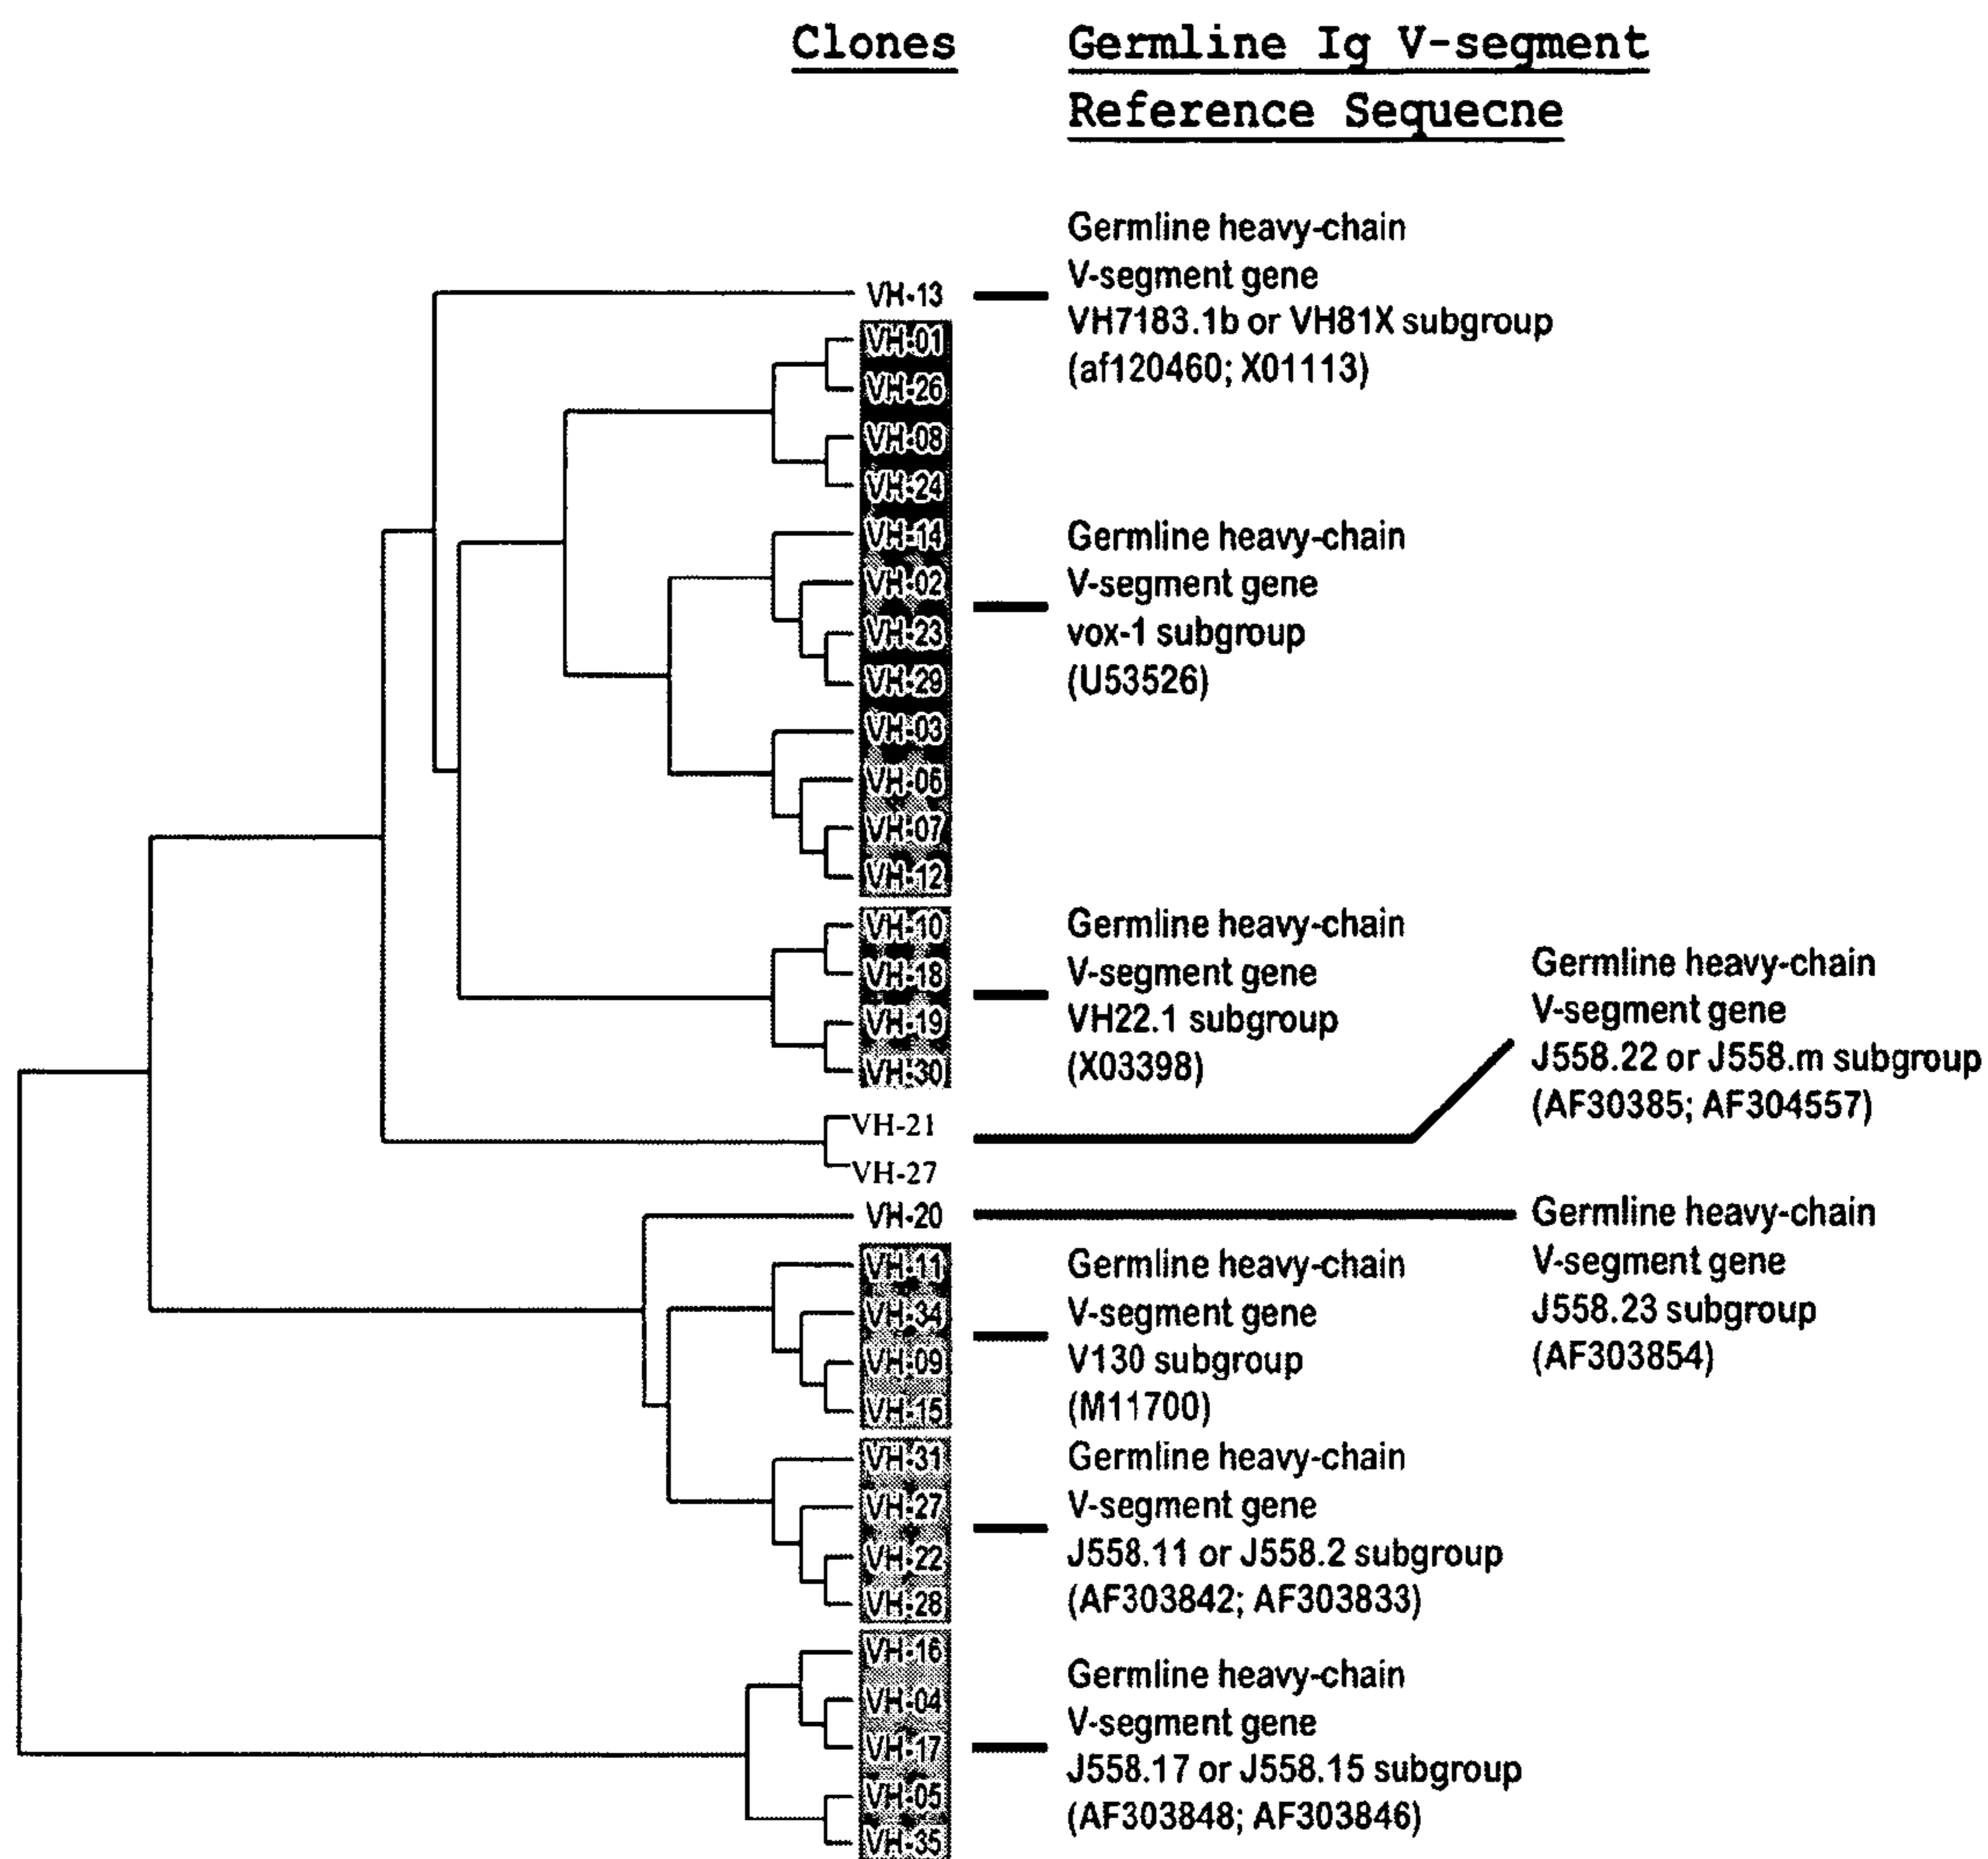 Clones
Germline Ig V-segment
Reference Sequecne
VH-13
VH-01
VH-26
VH-08
VH-24
VH-14
VH-02
VH-23
VH-29
VH-03
VH-06
VH-07
VH-12
VH-10
VH-18
VH-19
VH-30
VH-21
VH-27
VH-20
VH-11
VH-34
VH-09
VH-15
VH-31
VH-27
VH-22
VH-28
VH-16
VH-04
VH-17
VH-05
VH-35
Germline heavy-chain
V-segment gene
VH7183.1b or VH81X subgroup
(af120460; X01113)
Germline heavy-chain
V-segment gene
vox-1 subgroup
(U53526)
Germline heavy-chain
V-segment gene
VH22.1 subgroup
(X03398)
Germline heavy-chain
V-segment gene
J558.22 or J558.m subgroup
(AF30385; AF304557)
Germline heavy-chain
V-segment gene
J558.23 subgroup
(AF303854)
Germline heavy-chain
V-segment gene
V130 subgroup
(M11700)
Germline heavy-chain
V-segment gene
J558.11 or J558.2 subgroup
(AF303842; AF303833)
Germline heavy-chain
V-segment gene
J558.17 or J558.15 subgroup
(AF303848; AF303846)